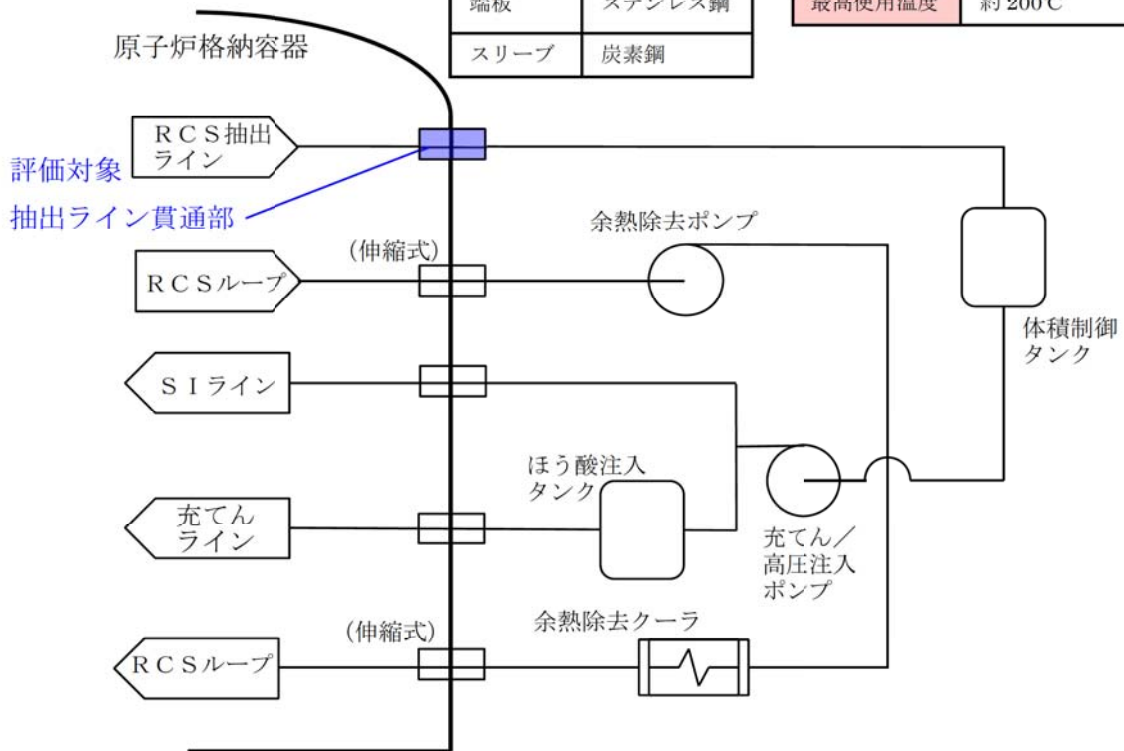 端板 ステンレス鋼
最高使用温度 約200℃
スリーブ 炭素鋼
原子炉格納容器
RCS抽出
ライン
評価対象
抽出ライン貫通部
余熱除去ポンプ
(伸縮式)
RCSループ
体積制御
タンク
SIライン
ほう酸注入
タンク
充てん
ライン
充てん/
高圧注入
ポンプ
余熱除去クーラ
(伸縮式)
RCSループ